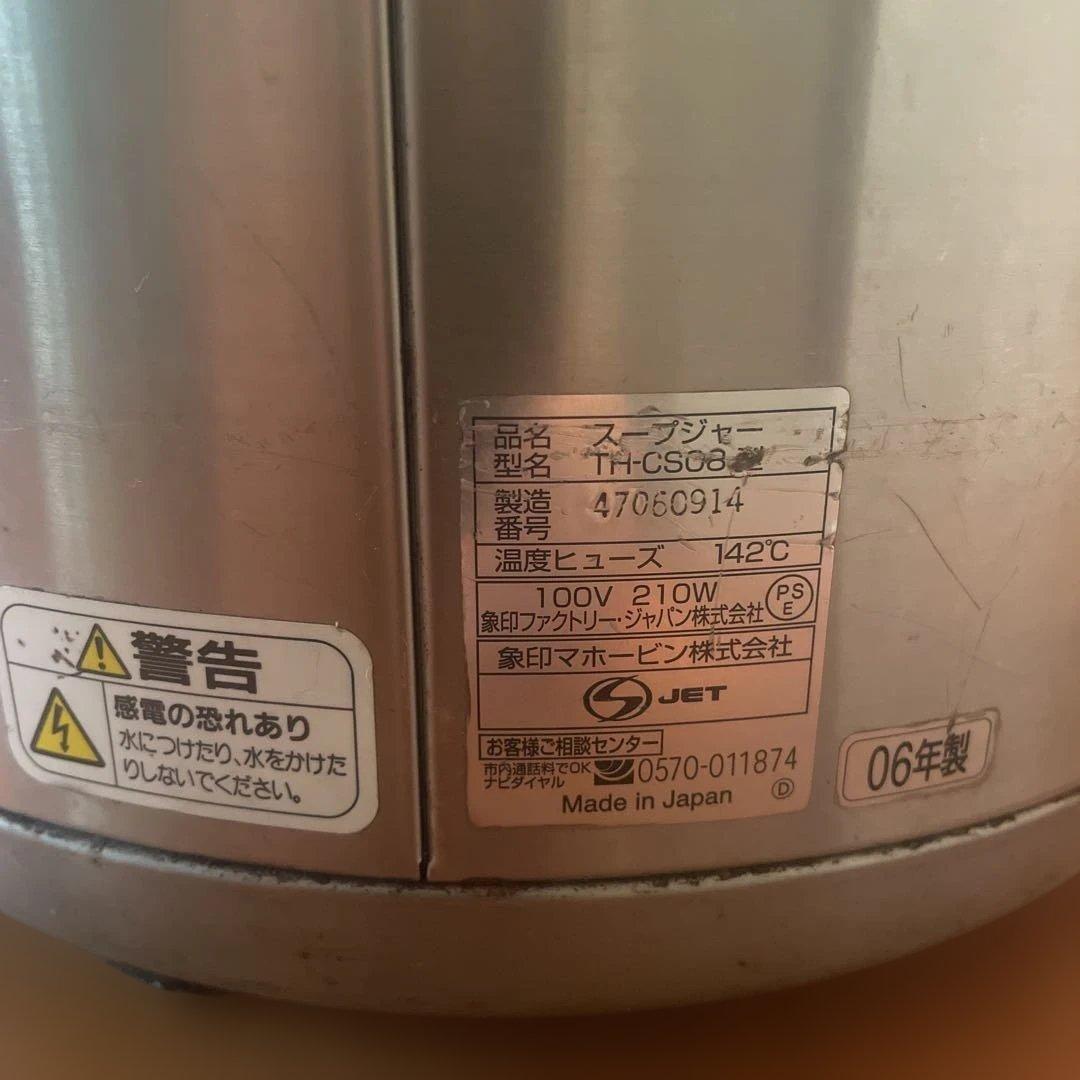 警告
感電の恐れあり
水につけたり、水をかけた
りしないでください。
品名 スープジャー
型名 TH-CS08
製造番号 47060914
温度ヒューズ 142℃
100V 210W
象印ファクトリー・ジャパン株式会社
PSE
象印マホービン株式会社
S JET
お客様ご相談センター
市内通話料でOK
ナビダイヤル 0570-011874
Made in Japan Ⓓ
06年製